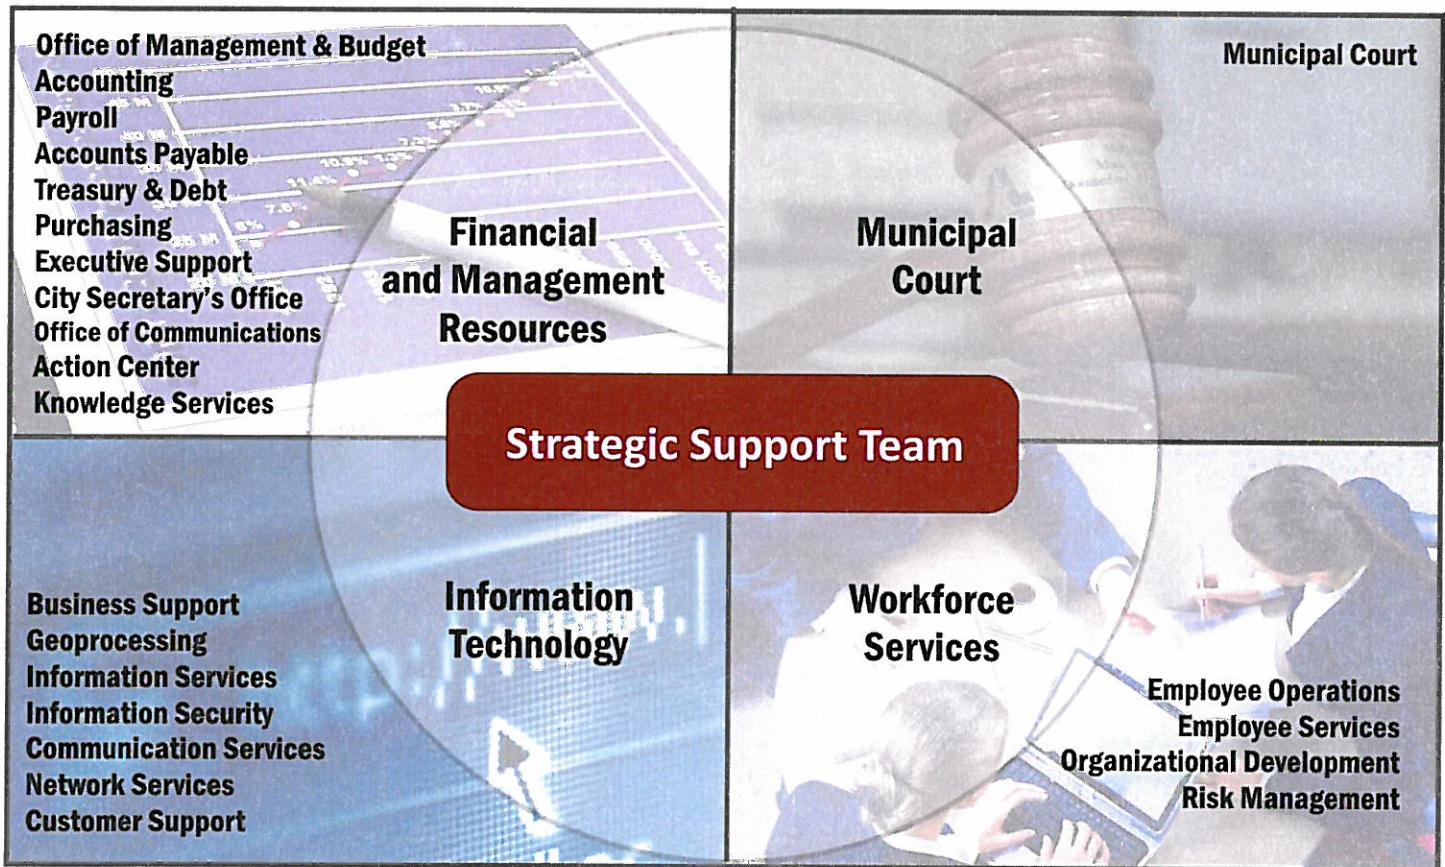 Office of Management & Budget
Accounting
Payroll
Accounts Payable
Treasury & Debt
Purchasing
Executive Support
City Secretary's Office
Office of Communications
Action Center
Knowledge Services
Financial
and Management
Resources
Municipal Court
Municipal
Court
Strategic Support Team
Business Support
Geoprocessing
Information Services
Information Security
Communication Services
Network Services
Customer Support
Information
Technology
Workforce
Services
Employee Operations
Employee Services
Organizational Development
Risk Management